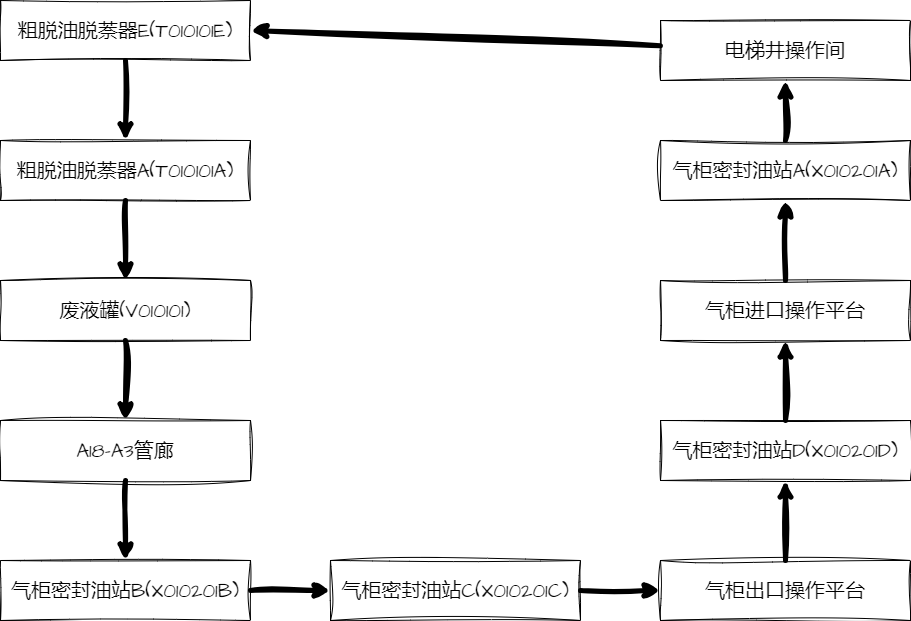 粗脱油脱萘器E(T010101E)
电梯井操作间
粗脱油脱萘器A(T010101A)
气柜密封油站A(X010201A)
废液罐(V010101)
气柜进口操作平台
A18-A3管廊
气柜密封油站D(X010201D)
气柜密封油站B(X010201B)
气柜密封油站C(X010201C)
气柜出口操作平台